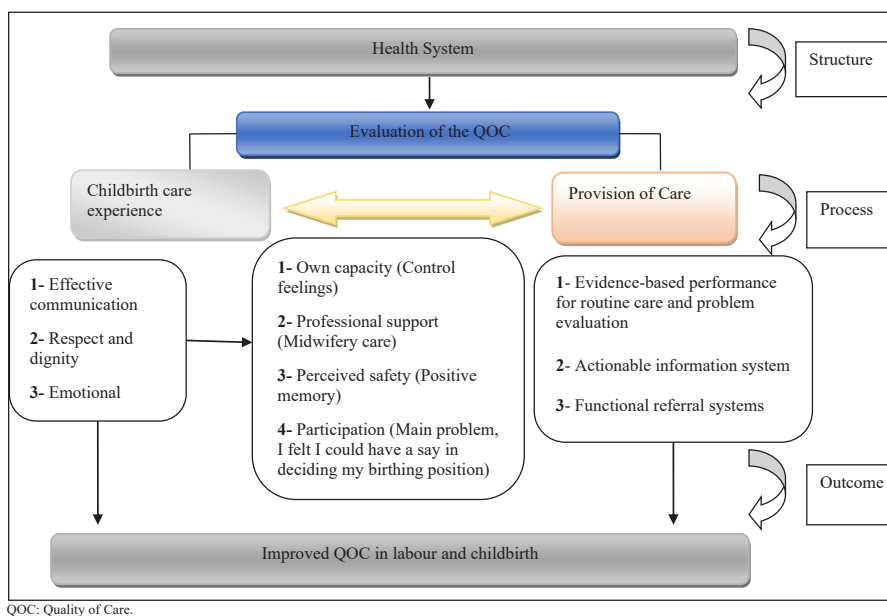 Health System
Structure
Evaluation of the QOC
Childbirth care
experience
Provision of Care
Process
1- Effective
communication
2- Respect and
dignity
3- Emotional
1- Own capacity (Control
feelings)
2- Professional support
(Midwifery care)
3- Perceived safety (Positive
memory)
4- Participation (Main problem,
I felt I could have a say in
deciding my birthing position)
1- Evidence-based performance
for routine care and problem
evaluation
2- Actionable information system
3- Functional referral systems
Outcome
Improved QOC in labour and childbirth
QOC: Quality of Care.